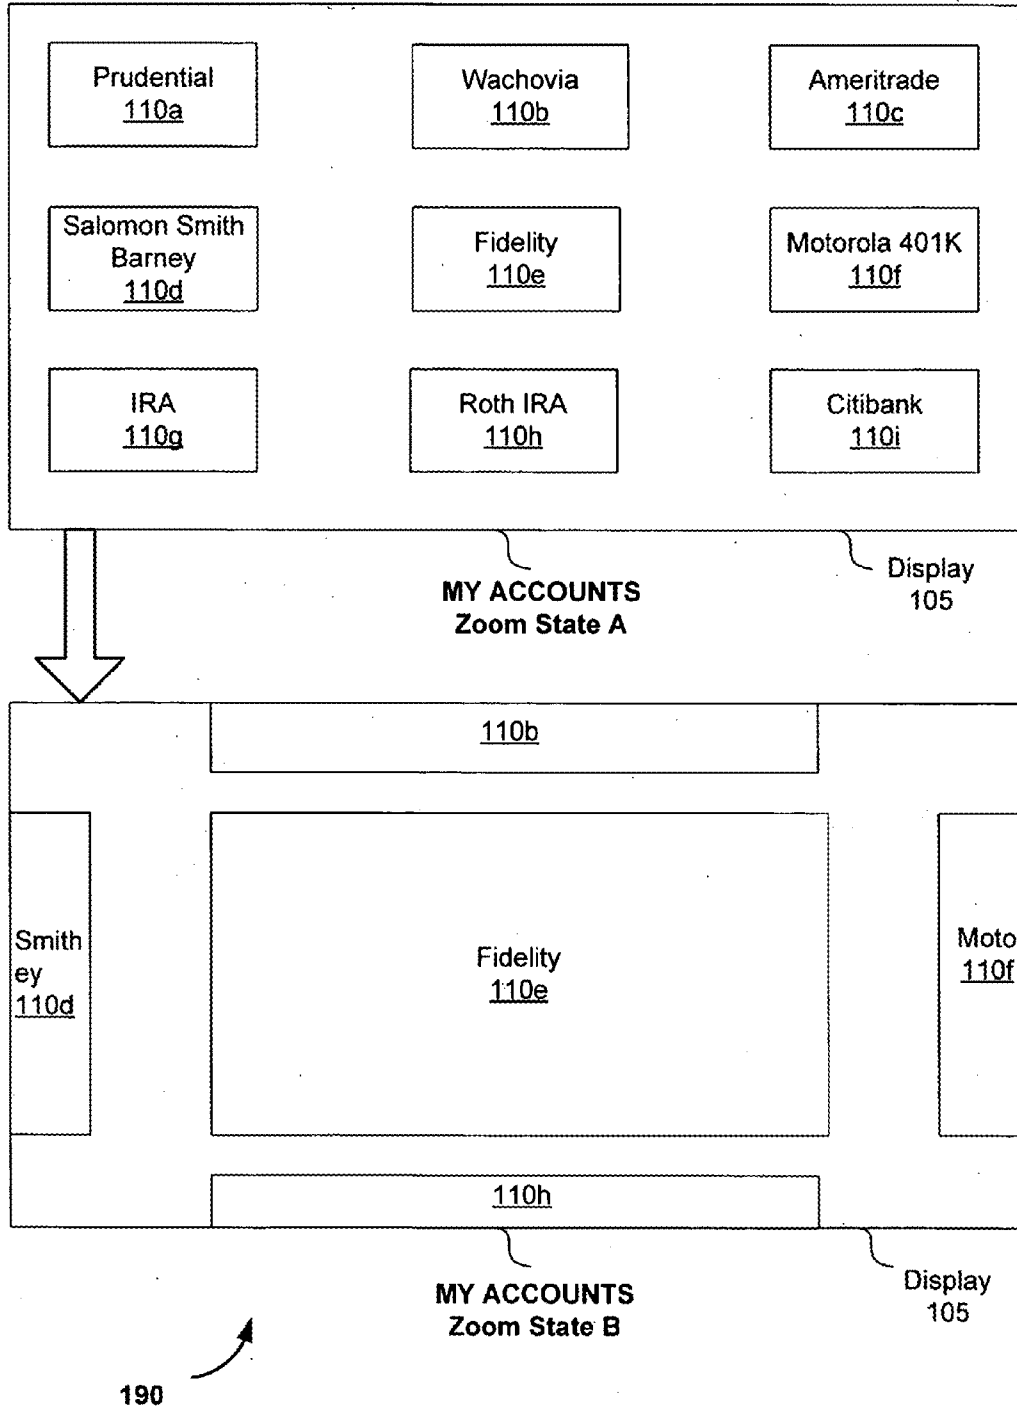 Prudential
110a
Wachovia
110b
Ameritrade
110c
Salomon Smith
Barney
110d
Fidelity
110e
Motorola 401K
110f
IRA
110g
Roth IRA
110h
Citibank
110i
MY ACCOUNTS
Zoom State A
Display
105
110b
Smith
ey
110d
Fidelity
110e
Moto
110f
110h
MY ACCOUNTS
Zoom State B
Display
105
190